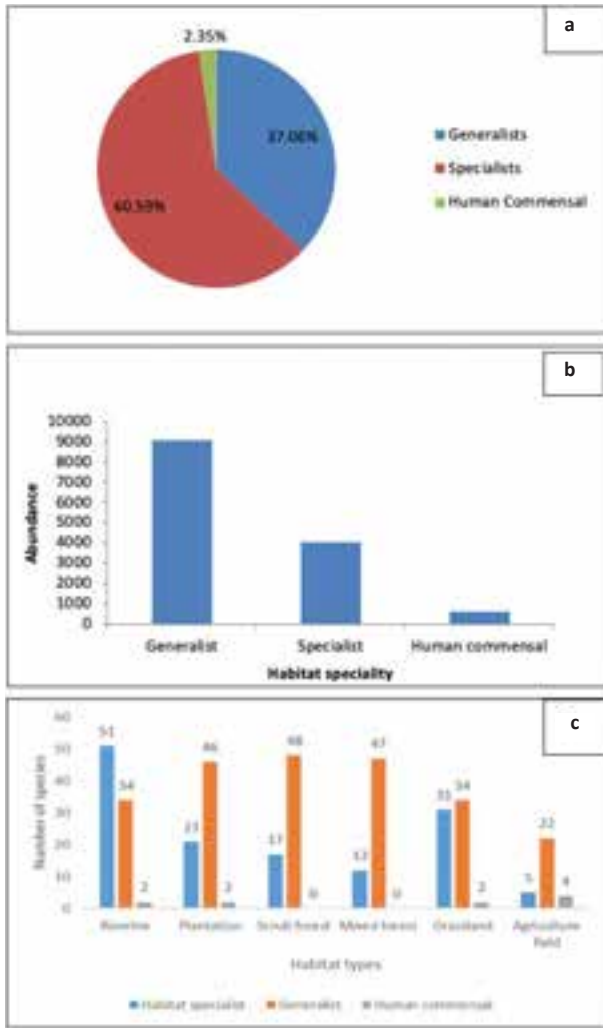 a
2.35%
37.06%
60.59%
Generalists
Specialists
Human Commensal
b
10000
9000
8000
7000
6000
5000
4000
3000
2000
1000
0
Abundance
Generalist Specialist Human commensal
Habitat speciality
c
60
50
40
30
20
10
0
Number of species
51 34 2
46 2
17 48 0
12 47 0
31 34 2
5 22 4
Riverine Plantation Scrub forest Mixed forest Grassland Agriculture
field
Habitat types
Habitat specialist Generalist Human commensal